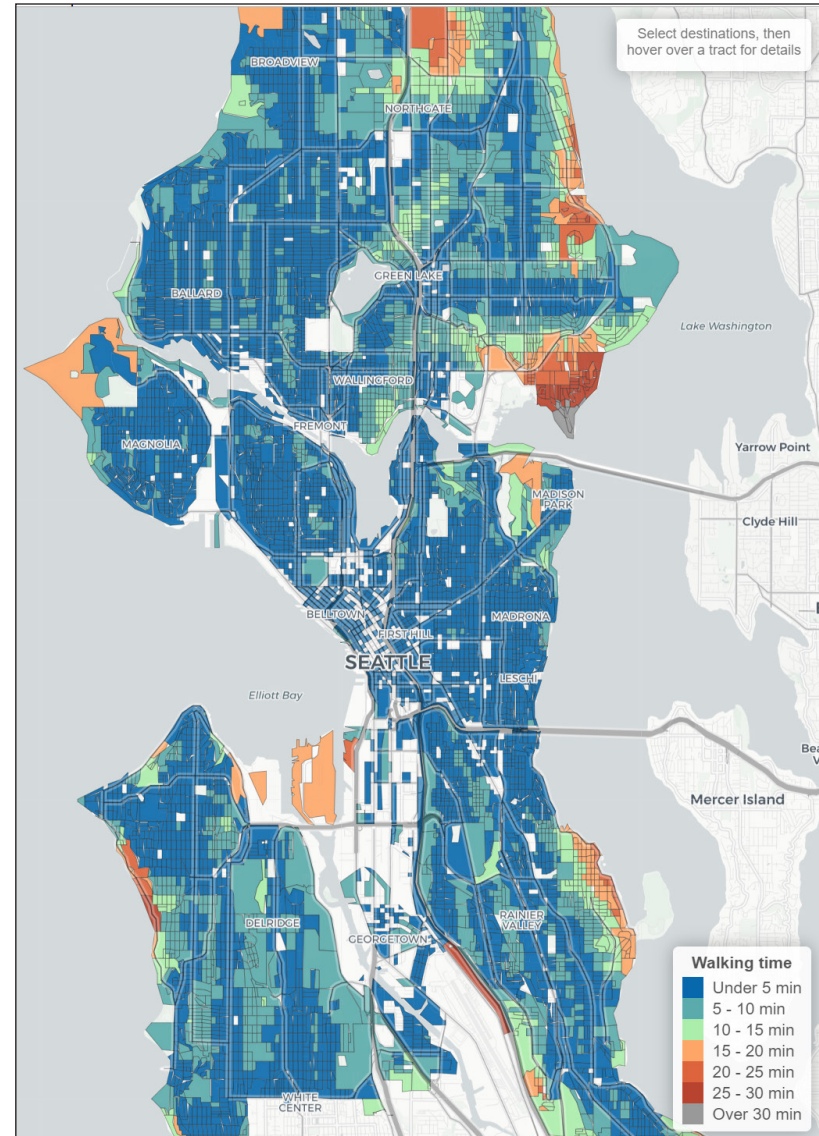 Select destinations, then
hover over a tract for details
BROADVIEW
NORTHGATE
GREEN LAKE
BALLARD
Lake Washington
WALLINGFORD
FREMONT
MAGNOLIA
Yarrow Point
MADISON
PARK
Clyde Hill
BELLTOWN
FIRST HILL
MADRONA
SEATTLE
LESCHI
Elliott Bay
Mercer Island
RAINIER
VALLEY
DELRIDGE
GEORGETOWN
WHITE
CENTER
Walking time
Under 5 min
5 - 10 min
10 - 15 min
15 - 20 min
20 - 25 min
25 - 30 min
Over 30 min